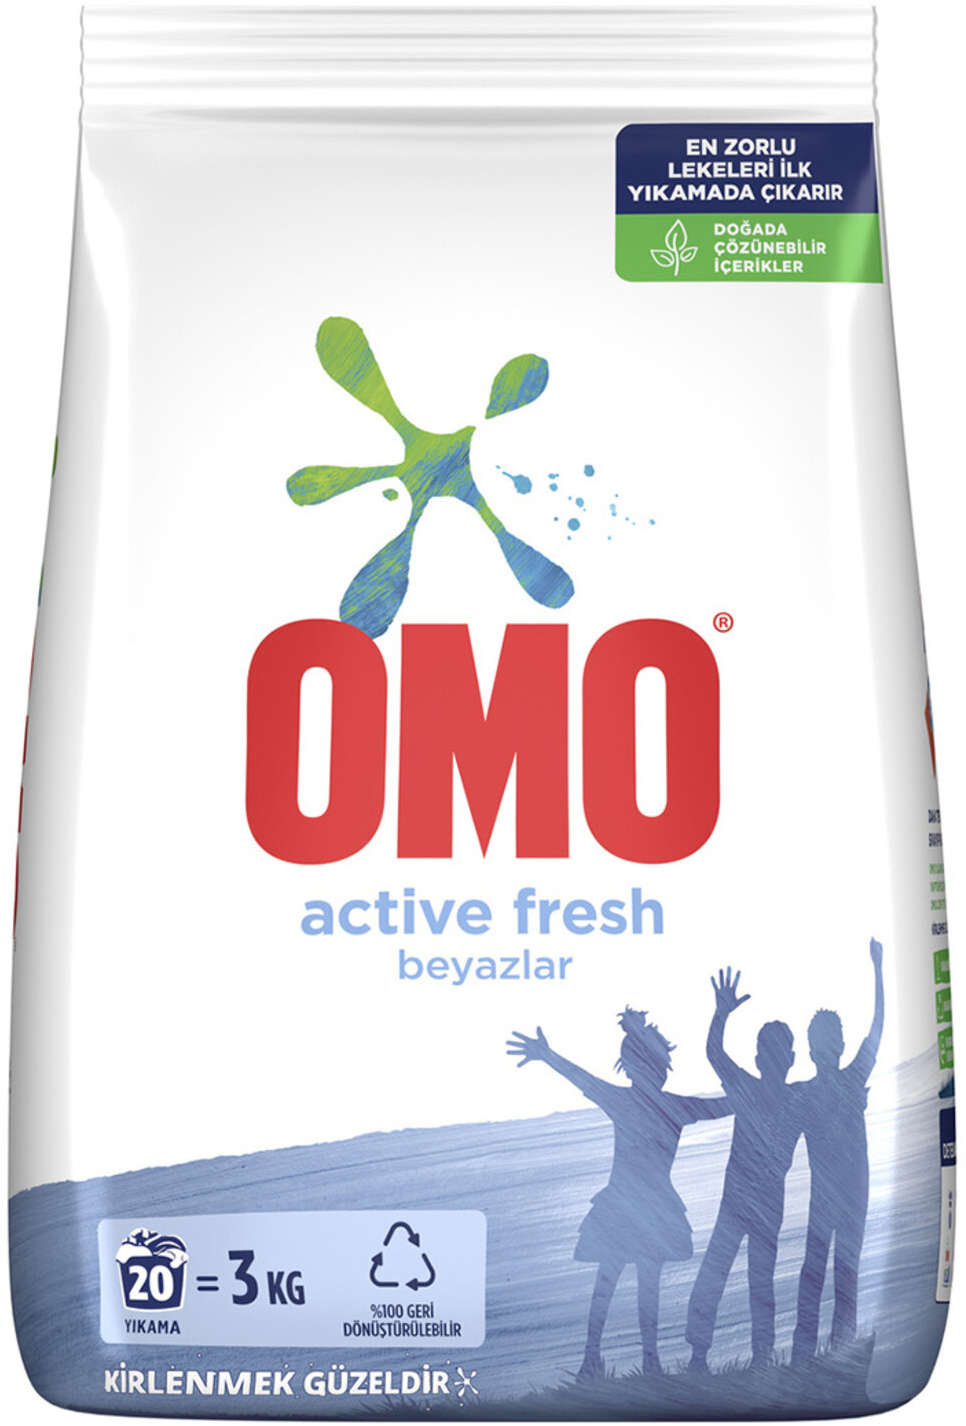 EN ZORLU
LEKELERİ İLK
YIKAMADA ÇIKARIR
DOĞADA
ÇÖZÜNEBİLİR
İÇERİKLER
OMO®
active fresh
beyazlar
20 = 3 KG
YIKAMA
%100 GERİ
DÖNÜŞTÜRÜLEBİLİR
KİRLENMEK GÜZELDİR